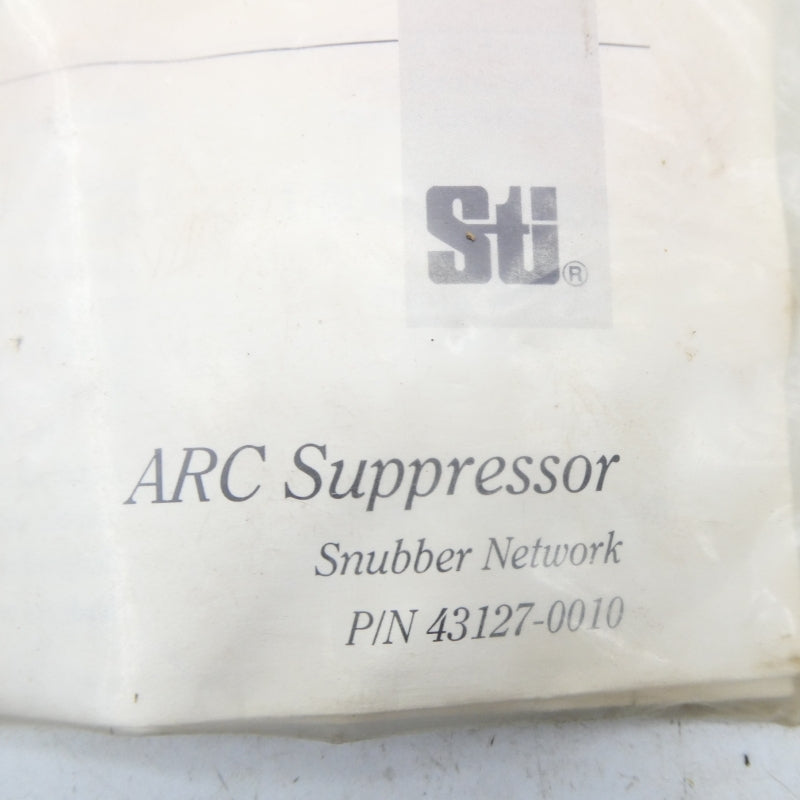 Sti®
ARC Suppressor
Snubber Network
P/N 43127-0010